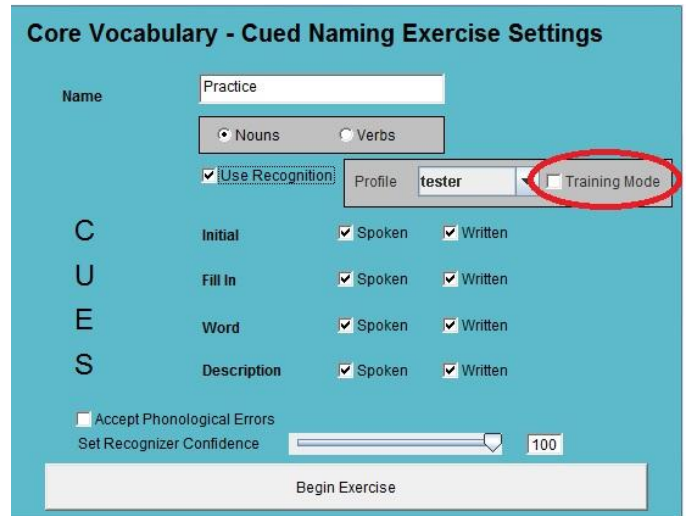 Core Vocabulary - Cued Naming Exercise Settings
Name Practice
Nouns Verbs
Use Recognition Profile tester Training Mode
C Initial Spoken Written
U Fill In Spoken Written
E Word Spoken Written
S Description Spoken Written
Accept Phonological Errors
Set Recognizer Confidence 100
Begin Exercise